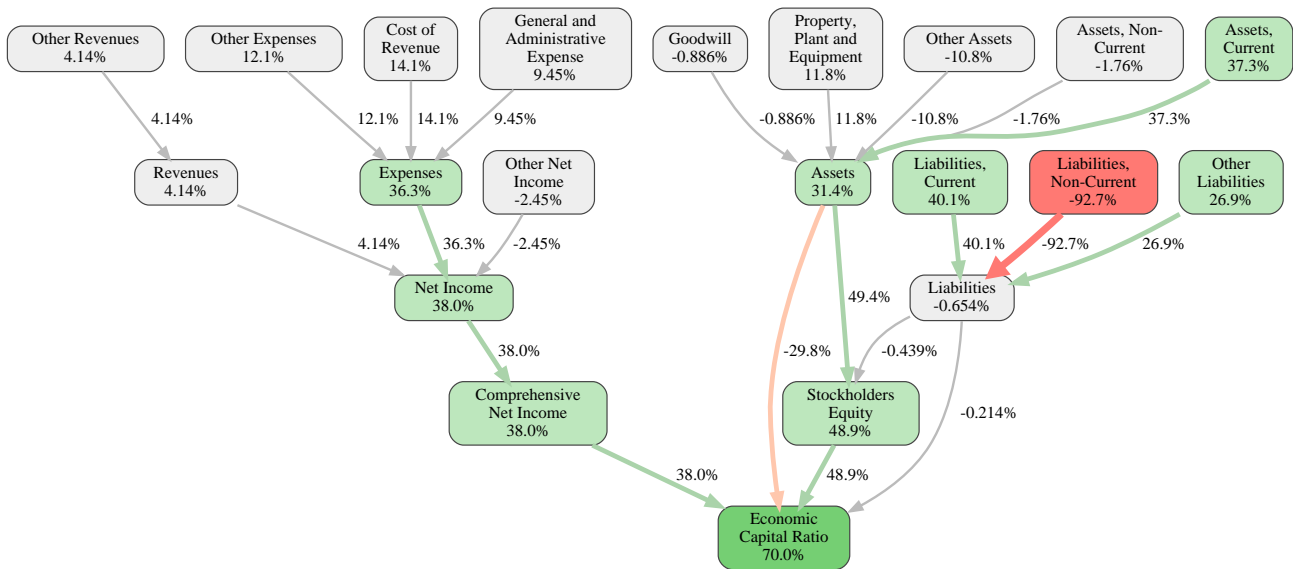 Other Revenues
4.14%
Other Expenses
12.1%
Cost of
Revenue
14.1%
General and
Administrative
Expense
9.45%
Goodwill
-0.886%
Property,
Plant and
Equipment
11.8%
Other Assets
-10.8%
Assets, Non-
Current
-1.76%
Assets,
Current
37.3%
4.14%
12.1%
14.1%
9.45%
-0.886%
11.8%
-10.8%
-1.76%
37.3%
Revenues
4.14%
Expenses
36.3%
Other Net
Income
-2.45%
Assets
31.4%
Liabilities,
Current
40.1%
Liabilities,
Non-Current
-92.7%
Other
Liabilities
26.9%
4.14%
36.3%
-2.45%
40.1%
-92.7%
26.9%
Net Income
38.0%
49.4%
Liabilities
-0.654%
38.0%
-29.8%
-0.439%
Comprehensive
Net Income
38.0%
Stockholders
Equity
48.9%
-0.214%
38.0%
48.9%
Economic
Capital Ratio
70.0%